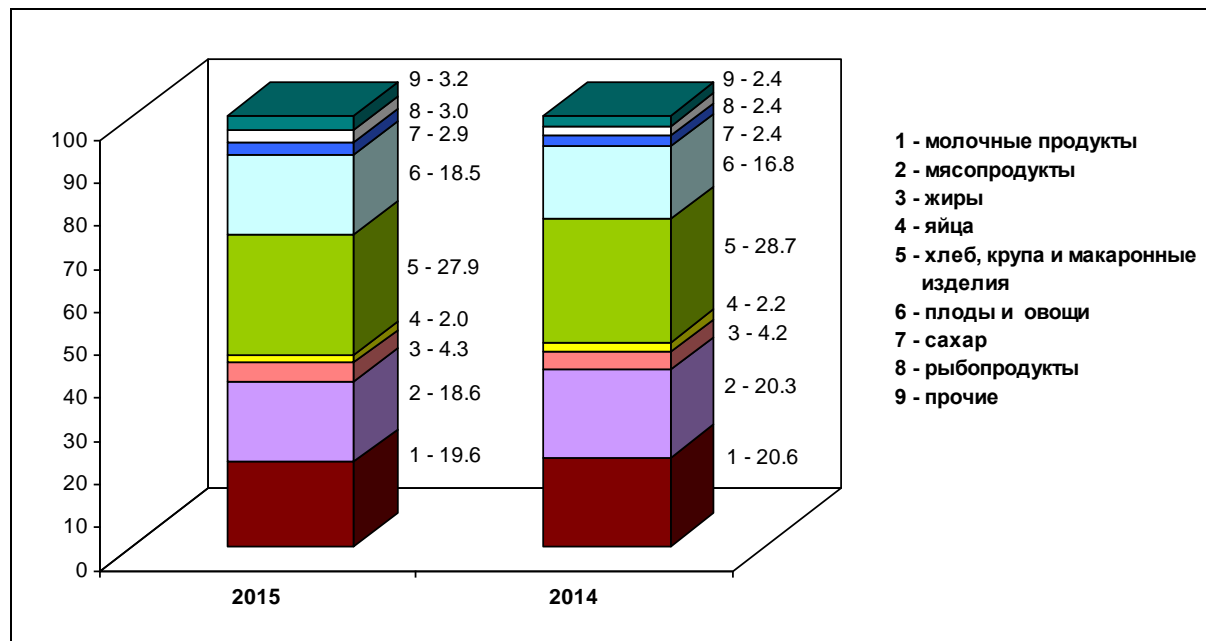 100
90
80
70
60
50
40
30
20
10
0
9 - 3.2
8 - 3.0
7 - 2.9
6 - 18.5
5 - 27.9
4 - 2.0
3 - 4.3
2 - 18.6
1 - 19.6
2015
9 - 2.4
8 - 2.4
7 - 2.4
6 - 16.8
5 - 28.7
4 - 2.2
3 - 4.2
2 - 20.3
1 - 20.6
2014
1 - молочные продукты
2 - мясопродукты
3 - жиры
4 - яйца
5 - хлеб, крупа и макаронные
изделия
6 - плоды и овощи
7 - сахар
8 - рыбопродукты
9 - прочие